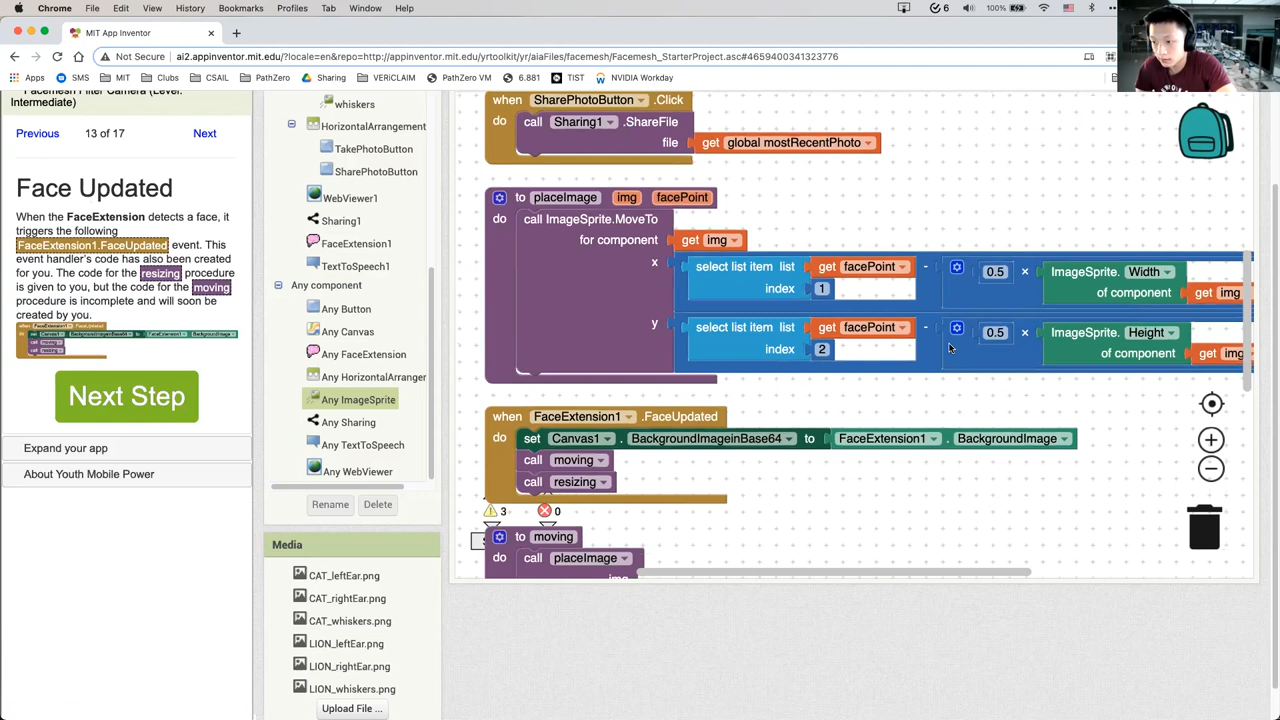 Chrome File Edit View History Bookmarks Profiles Tab Window Help
6 100%
MIT App Inventor
ai2.appinventor.mit.edu/?locale=en&repo=http://appinventor.mit.edu/yrtoolkit/yr/aiaFiles/facemesh/Facemesh_StarterProject.asc#4659400341323776
Apps SMS MIT Clubs CSAIL PathZero Sharing VERICLAIM PathZero VM 6.881 TIST NVIDIA Workday
Facemesh Filter Camera (Level:
Intermediate)
Previous 13 of 17 Next
Face Updated
When the FaceExtension detects a face, it
triggers the following
FaceExtension1.FaceUpdated event. This
event handler's code has also been created
for you. The code for the resizing procedure
is given to you, but the code for the moving
procedure is incomplete and will soon be
created by you.
Next Step
Expand your app
About Youth Mobile Power
whiskers
HorizontalArrangement
TakePhotoButton
SharePhotoButton
WebViewer1
Sharing1
FaceExtension1
TextToSpeech1
Any component
Any Button
Any Canvas
Any FaceExtension
Any HorizontalArranger
Any ImageSprite
Any Sharing
Any TextToSpeech
Any WebViewer
Rename Delete
Media
CAT_leftEar.png
CAT_rightEar.png
CAT_whiskers.png
LION_leftEar.png
LION_rightEar.png
LION_whiskers.png
Upload File ...
when SharePhotoButton .Click
do call Sharing1 .ShareFile
file get global mostRecentPhoto
to placeImage img facePoint
do call ImageSprite.MoveTo
for component get img
x select list item list get facePoint - 0.5 × ImageSprite. Width
index 1 of component get img
y select list item list get facePoint - 0.5 × ImageSprite. Height
index 2 of component get img
when FaceExtension1 .FaceUpdated
do set Canvas1 . BackgroundImageinBase64 to FaceExtension1 . BackgroundImage
call moving
call resizing
3 0
to moving
do call placeImage
img